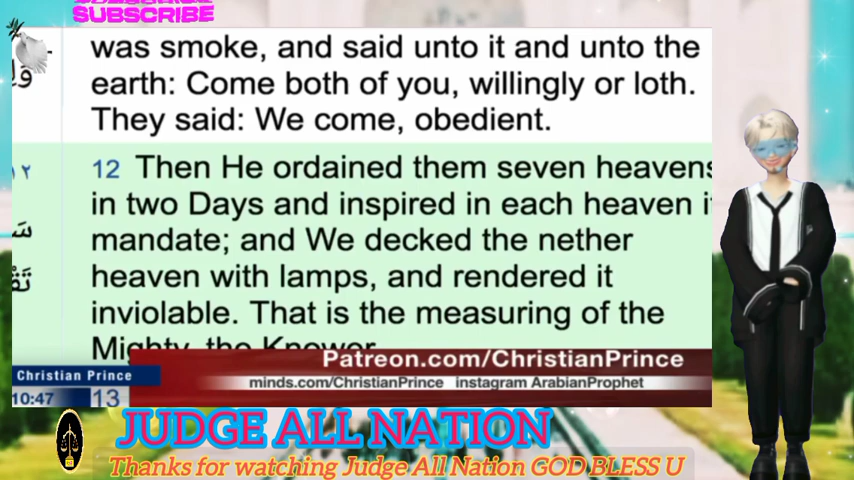 SUBSCRIBE
was smoke, and said unto it and unto the
earth: Come both of you, willingly or loth.
They said: We come, obedient.
12 Then He ordained them seven heavens
in two Days and inspired in each heaven
mandate; and We decked the nether
heaven with lamps, and rendered it
inviolable. That is the measuring of the
Mighty, the Knower
Patreon.com/ChristianPrince
Christian Prince
minds.com/ChristianPrince instagram ArabianProphet
10:47
13
JUDGE ALL NATION
Thanks for watching Judge All Nation GOD BLESS U